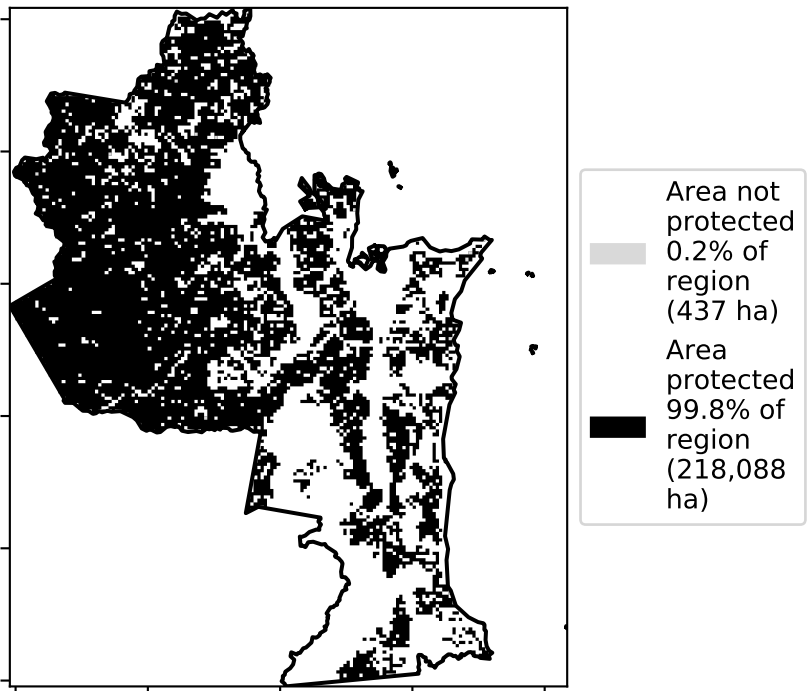 Area not
protected
0.2% of
region
(437 ha)
Area
protected
99.8% of
region
(218,088
ha)